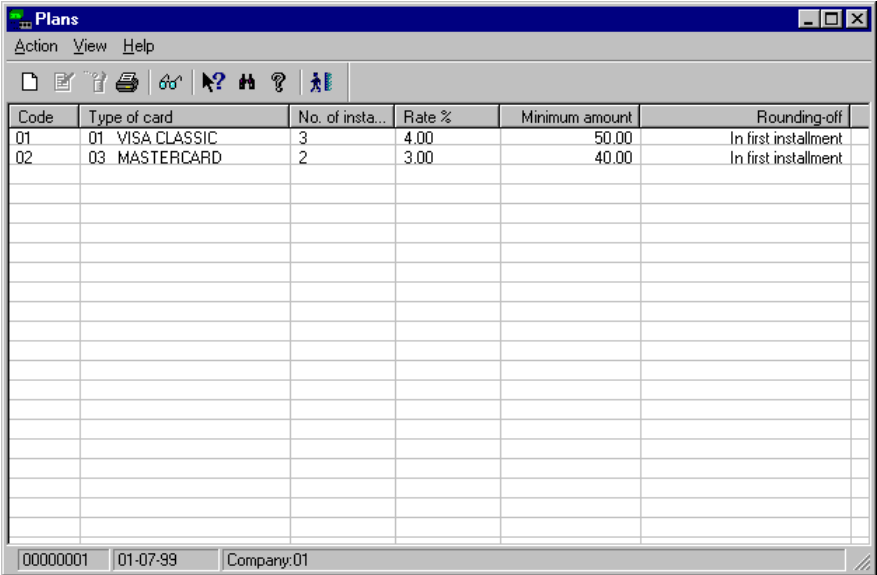 Plans
Action View Help
Code Type of card No. of insta... Rate % Minimum amount Rounding-off
01 01 VISA CLASSIC 3 4.00 50.00 In first installment
02 03 MASTERCARD 2 3.00 40.00 In first installment
00000001 01-07-99 Company:01